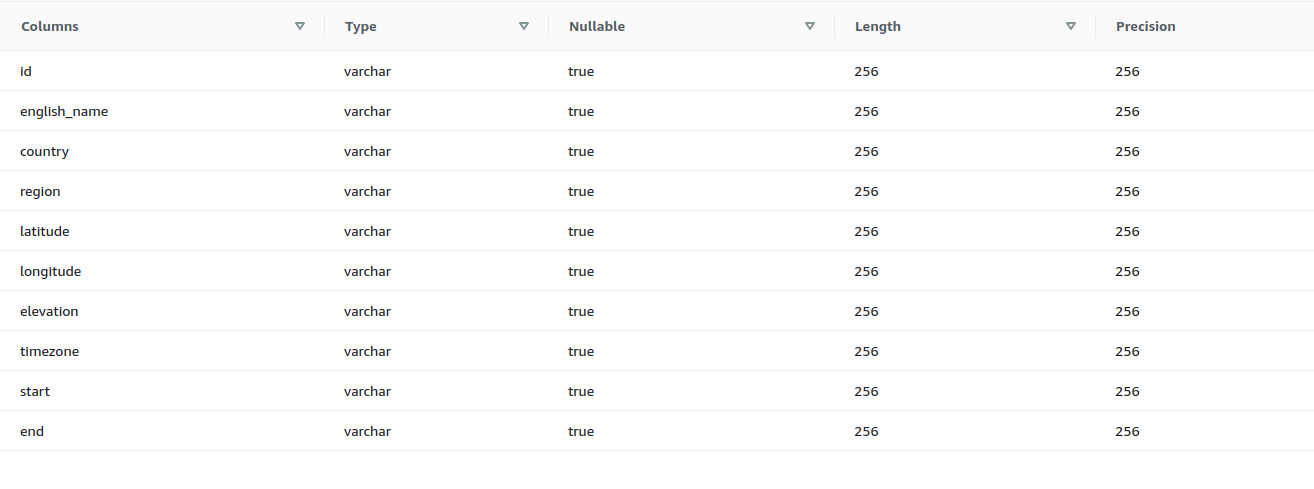 Columns Type Nullable Length Precision
id varchar true 256 256
english_name varchar true 256 256
country varchar true 256 256
region varchar true 256 256
latitude varchar true 256 256
longitude varchar true 256 256
elevation varchar true 256 256
timezone varchar true 256 256
start varchar true 256 256
end varchar true 256 256